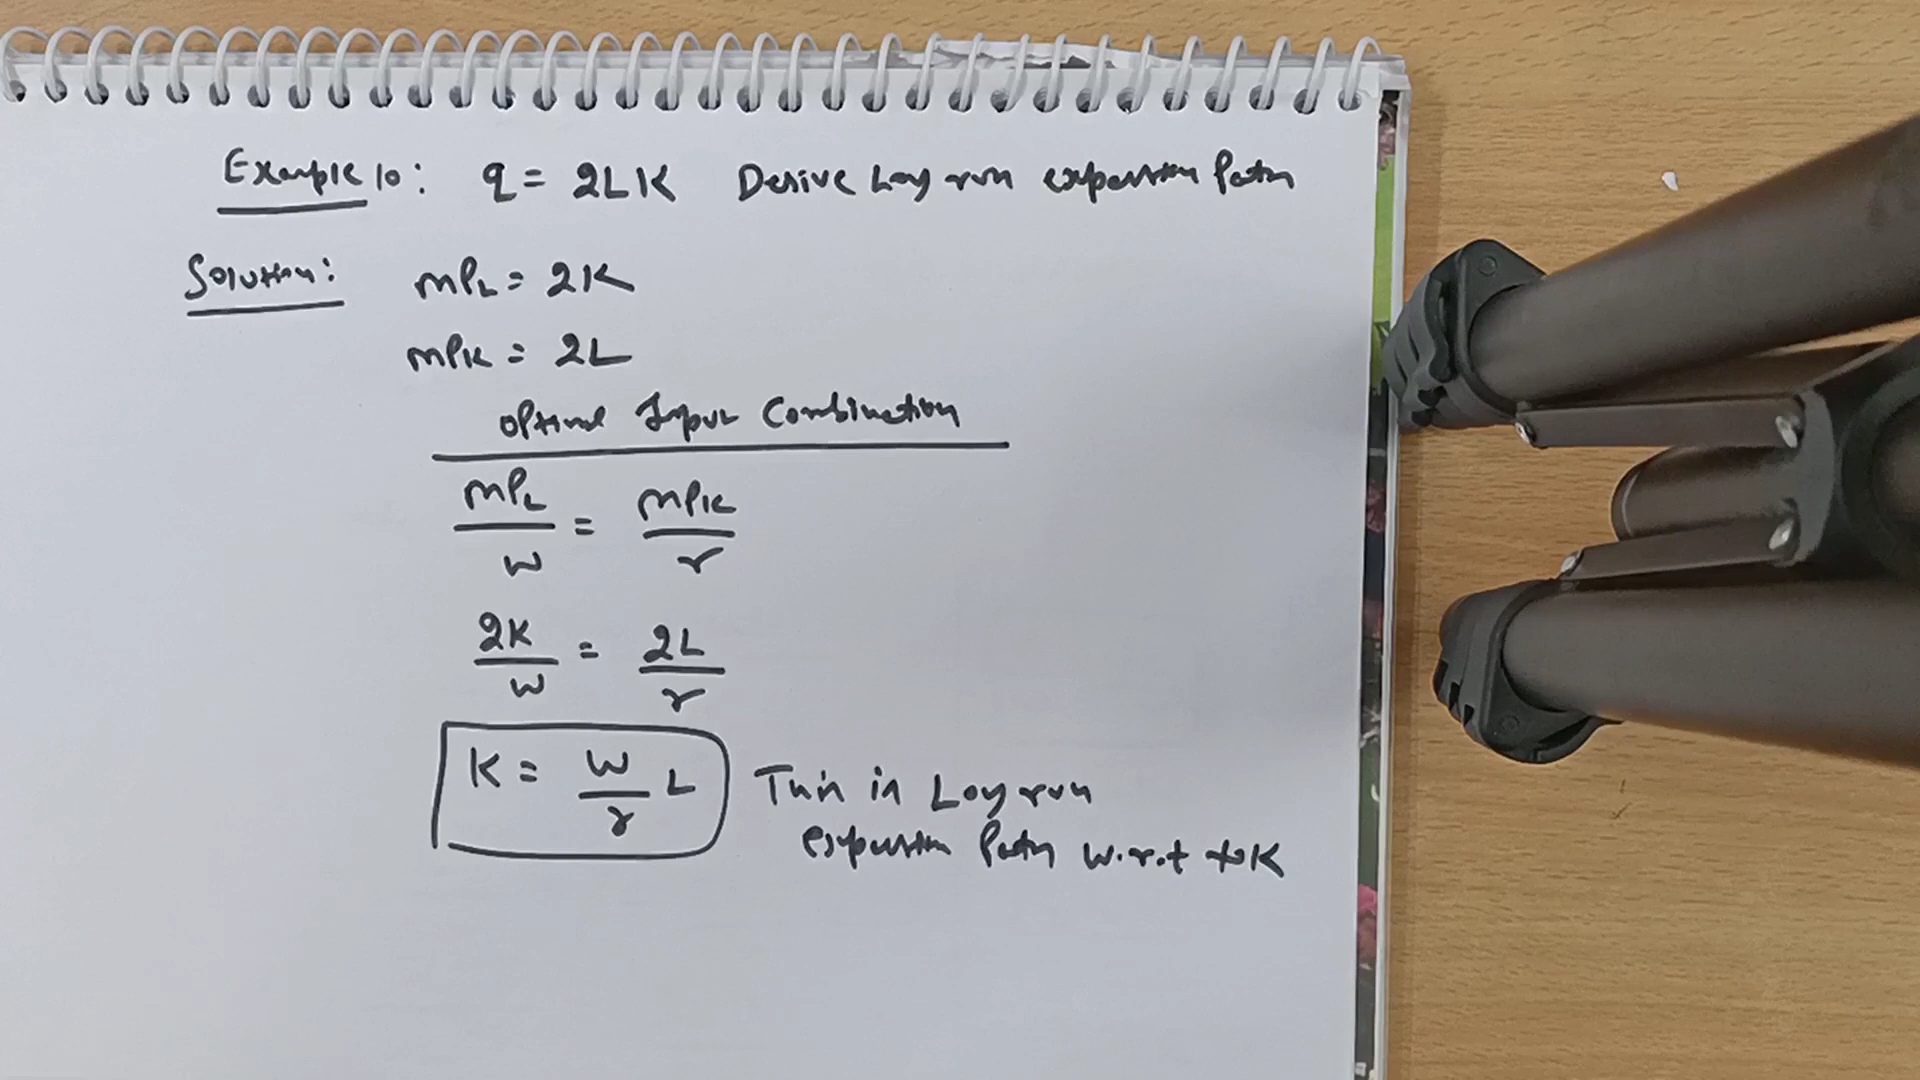 Example 10: q = 2LK Derive Long run expansion Path
Solution: MPL = 2K
MPK = 2L
Optimal Input Combination
MPL/W = MPK/r
2K/W = 2L/r
K = W/r L This is Long run
expansion Path w.r.t to K